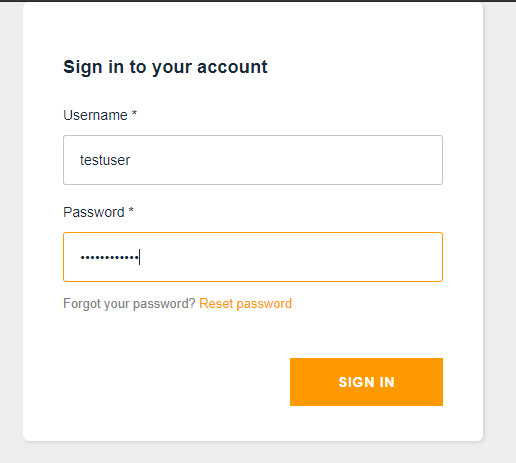 Sign in to your account
Username *
testuser
Password *
••••••••••••
Forgot your password? Reset password
SIGN IN